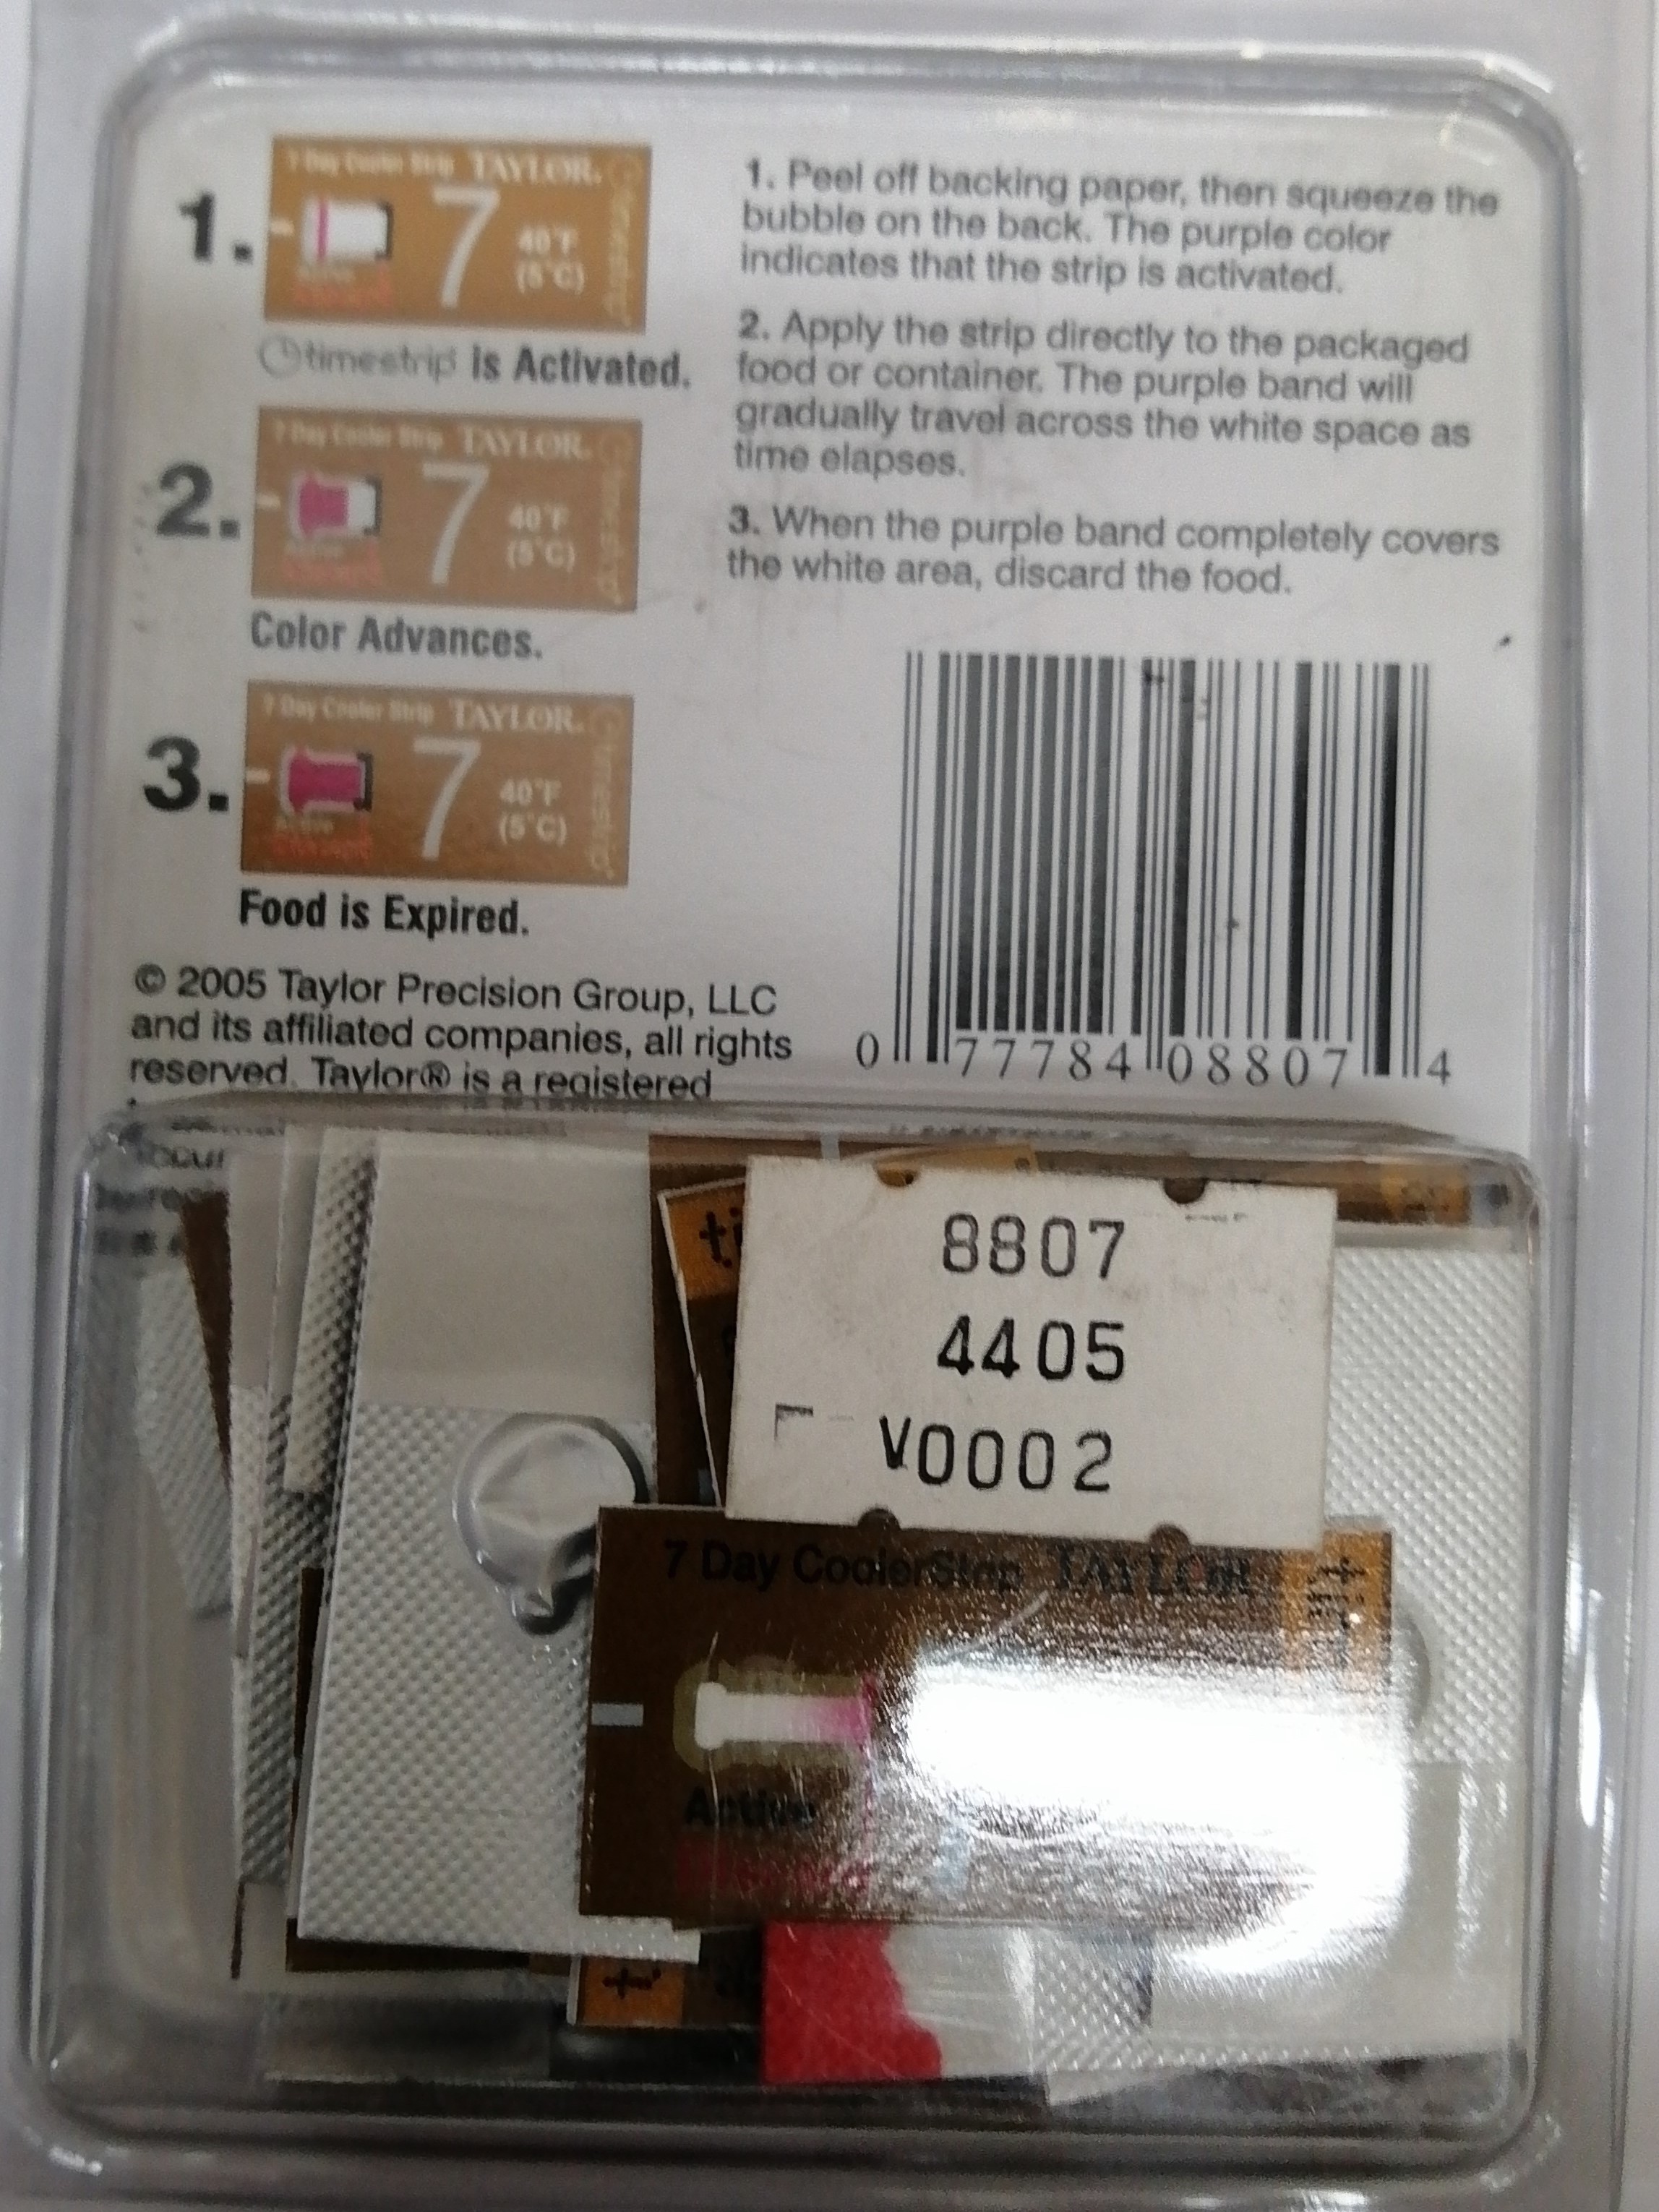 1.
7 Day Cooler Strip TAYLOR.
7
40°F
(5°C)
Active
timestrip
timestrip is Activated.
2.
7 Day Cooler Strip TAYLOR.
7
40°F
(5°C)
timestrip
Color Advances.
3.
7 Day Cooler Strip TAYLOR.
7
40°F
(5°C)
Active
timestrip
Food is Expired.
1. Peel off backing paper, then squeeze the
bubble on the back. The purple color
indicates that the strip is activated.
2. Apply the strip directly to the packaged
food or container. The purple band will
gradually travel across the white space as
time elapses.
3. When the purple band completely covers
the white area, discard the food.
© 2005 Taylor Precision Group, LLC
and its affiliated companies, all rights
reserved. Taylor® is a registered
0 77784 08807 4
ti
8807
4405
V0002
7 Day CoolerStrip TAYLOR
Active